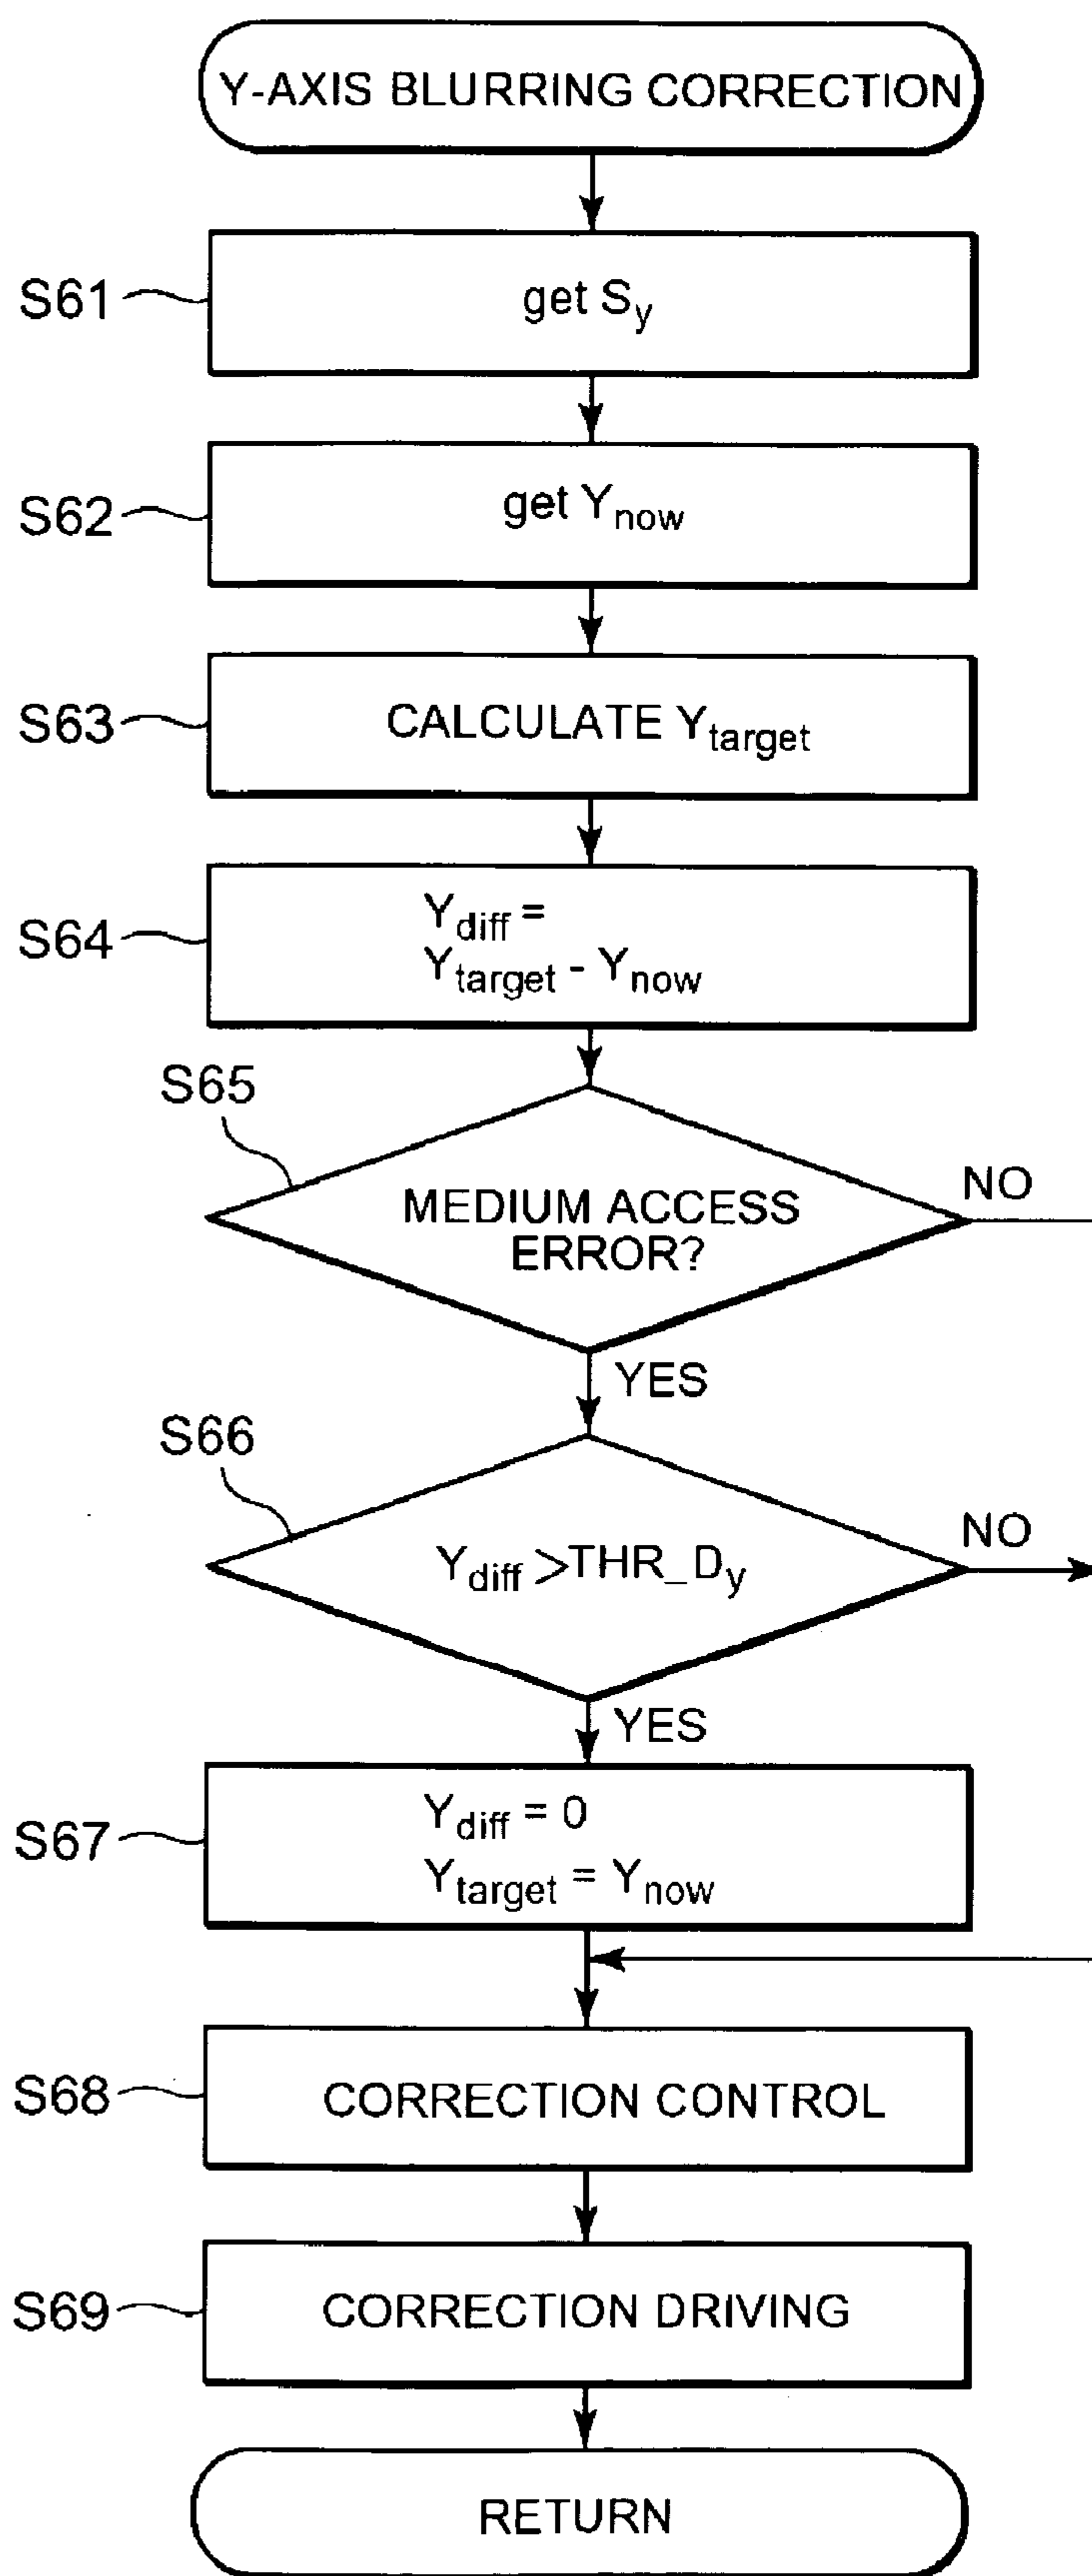 Y-AXIS BLURRING CORRECTION
S61
get Sy
S62
get Ynow
S63
CALCULATE Ytarget
S64
Ydiff =
Ytarget - Ynow
S65
MEDIUM ACCESS
ERROR?
NO
YES
S66
Ydiff >THR_Dy
NO
YES
S67
Ydiff = 0
Ytarget = Ynow
S68
CORRECTION CONTROL
S69
CORRECTION DRIVING
RETURN